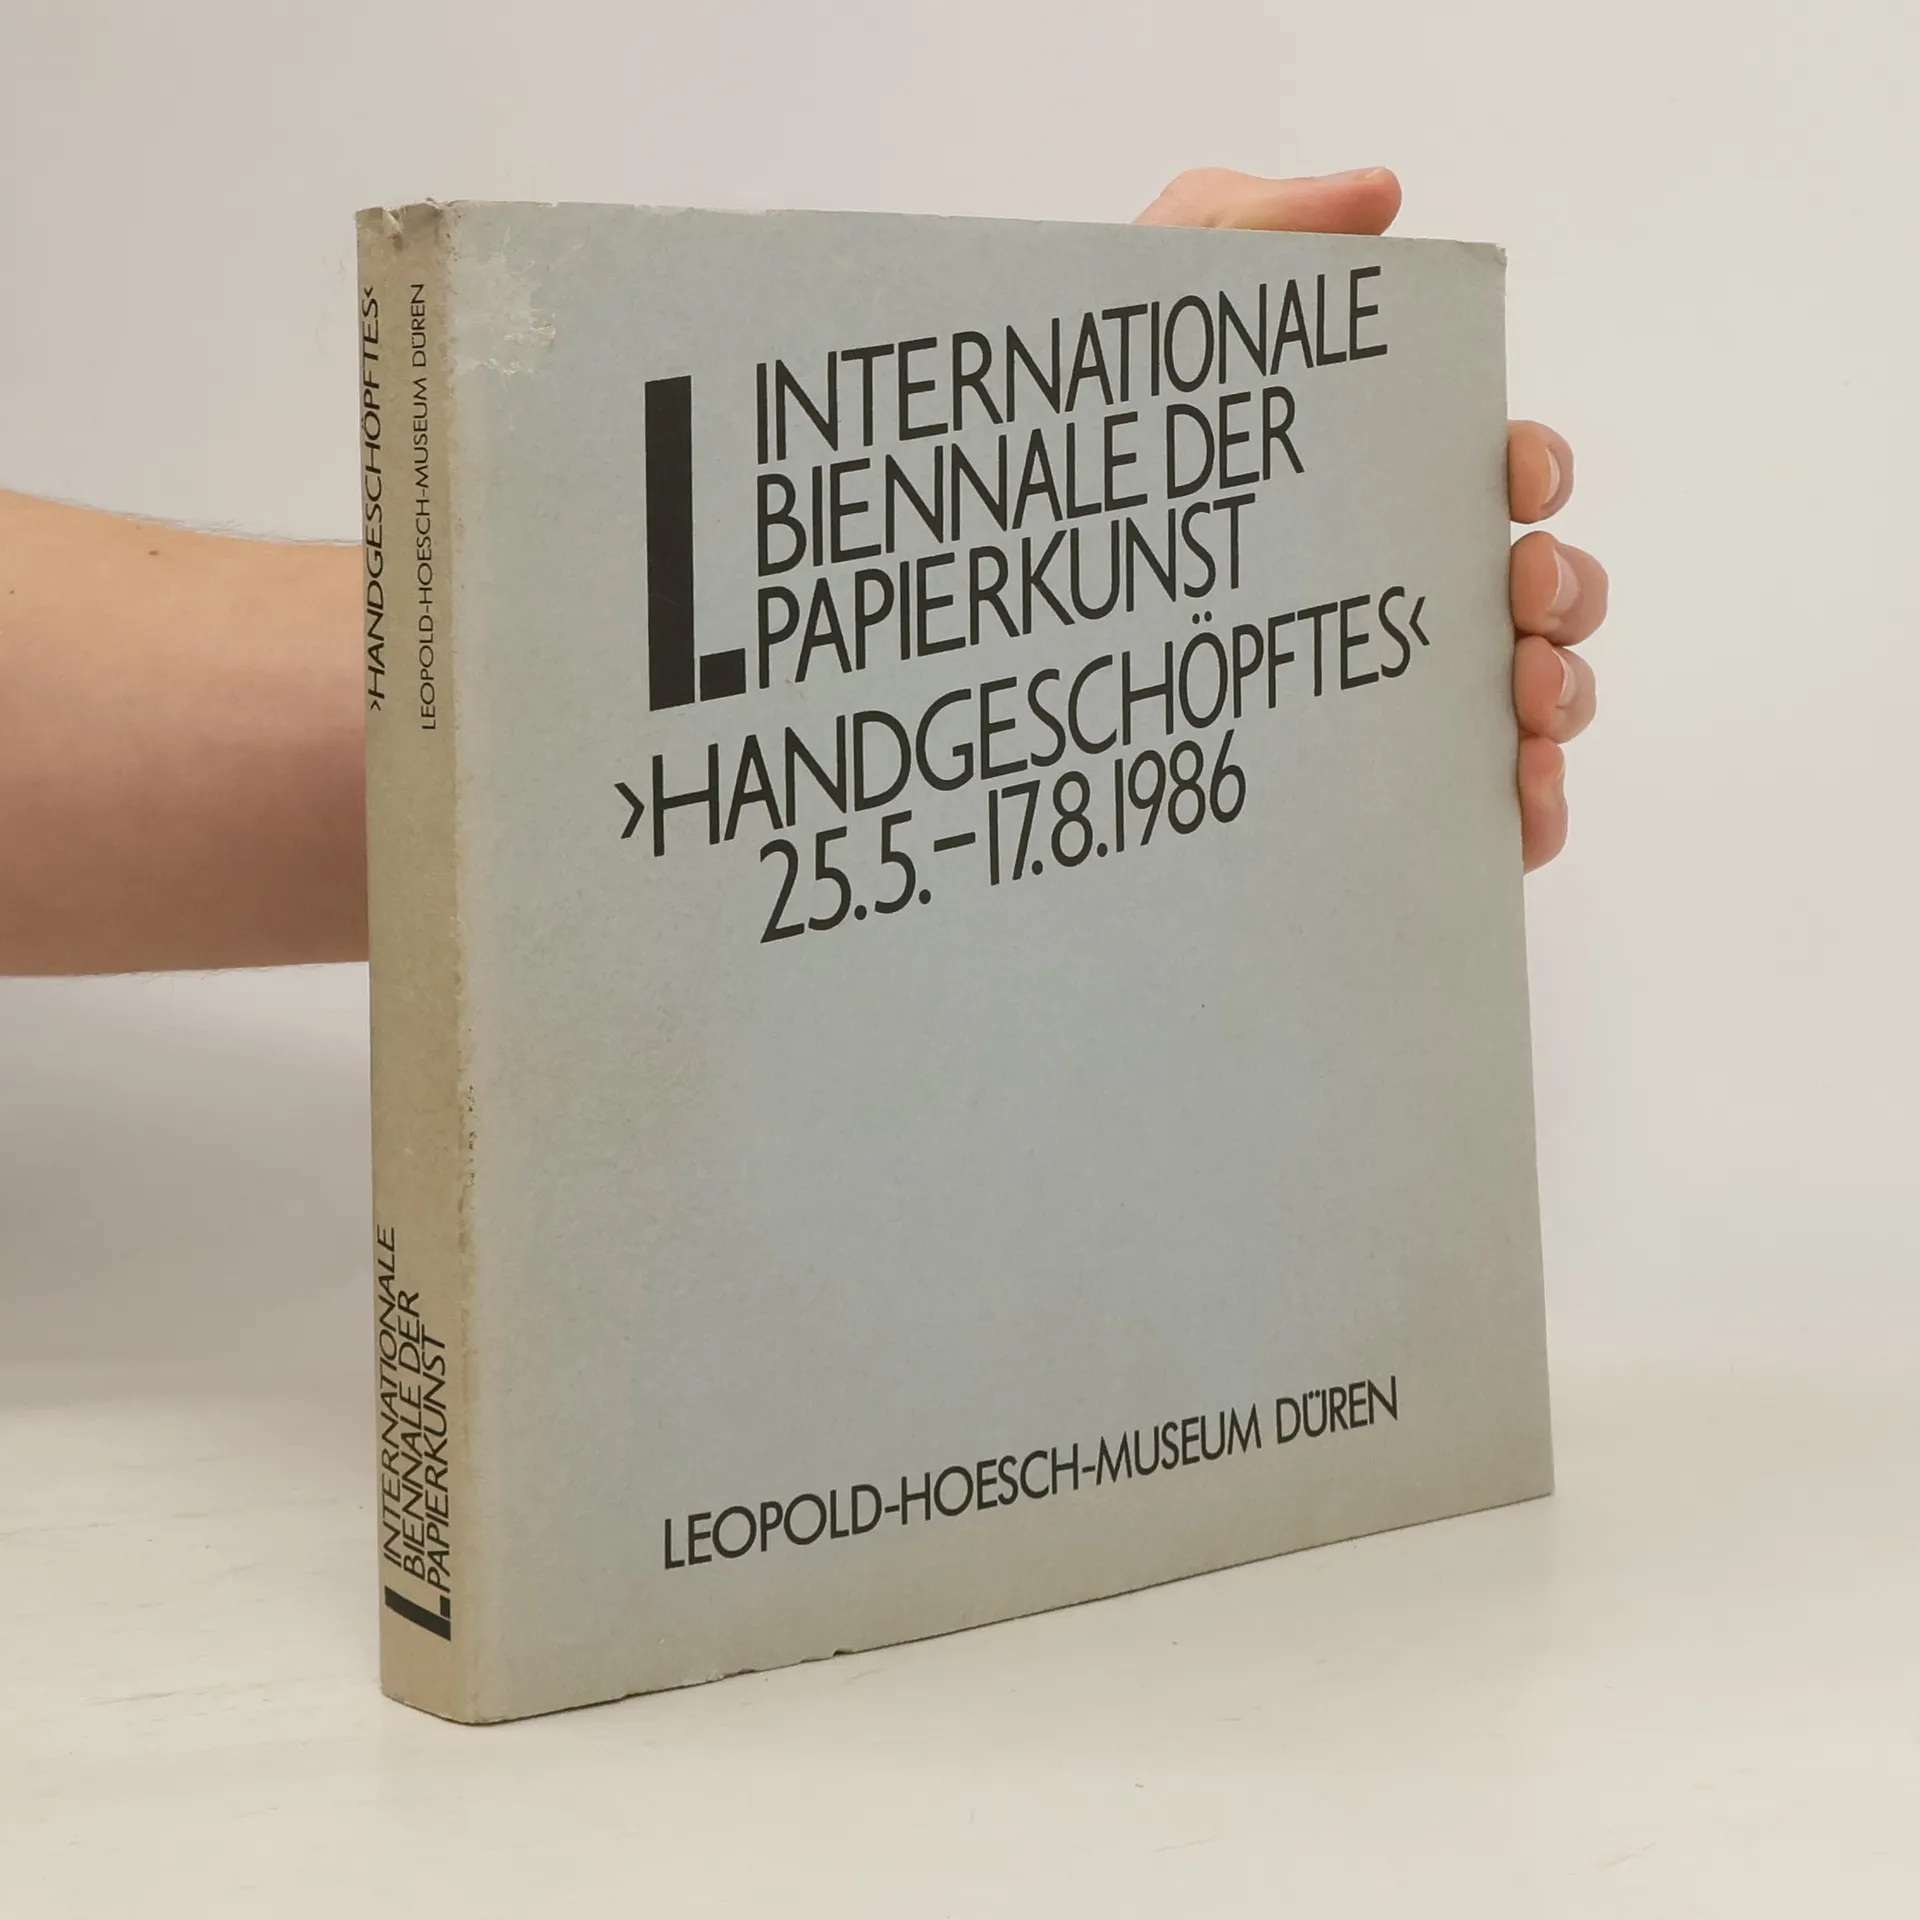 I. INTERNATIONALE
BIENNALE DER
PAPIERKUNST
›HANDGESCHÖPFTES‹
25.5.–17.8.1986
LEOPOLD-HOESCH-MUSEUM DÜREN
I. INTERNATIONALE
BIENNALE DER
PAPIERKUNST
›HANDGESCHÖPFTES‹
LEOPOLD-HOESCH-MUSEUM DÜREN